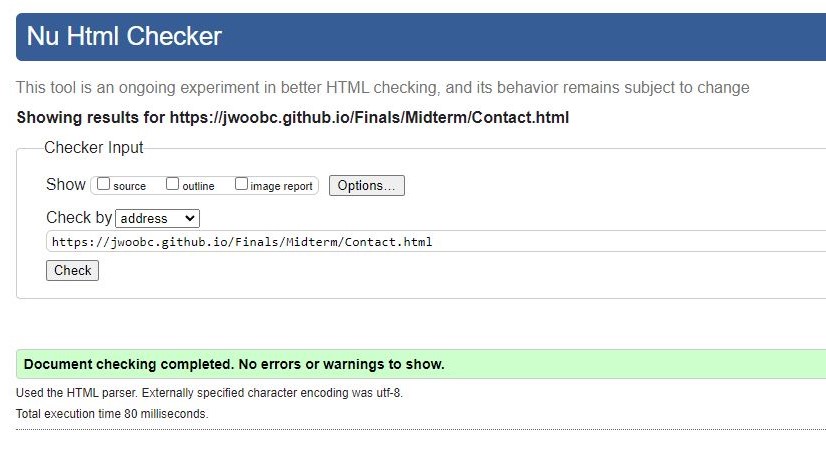 Nu Html Checker
This tool is an ongoing experiment in better HTML checking, and its behavior remains subject to change
Showing results for https://jwoobc.github.io/Finals/Midterm/Contact.html
Checker Input
Show source outline image report Options...
Check by address
https://jwoobc.github.io/Finals/Midterm/Contact.html
Check
Document checking completed. No errors or warnings to show.
Used the HTML parser. Externally specified character encoding was utf-8.
Total execution time 80 milliseconds.